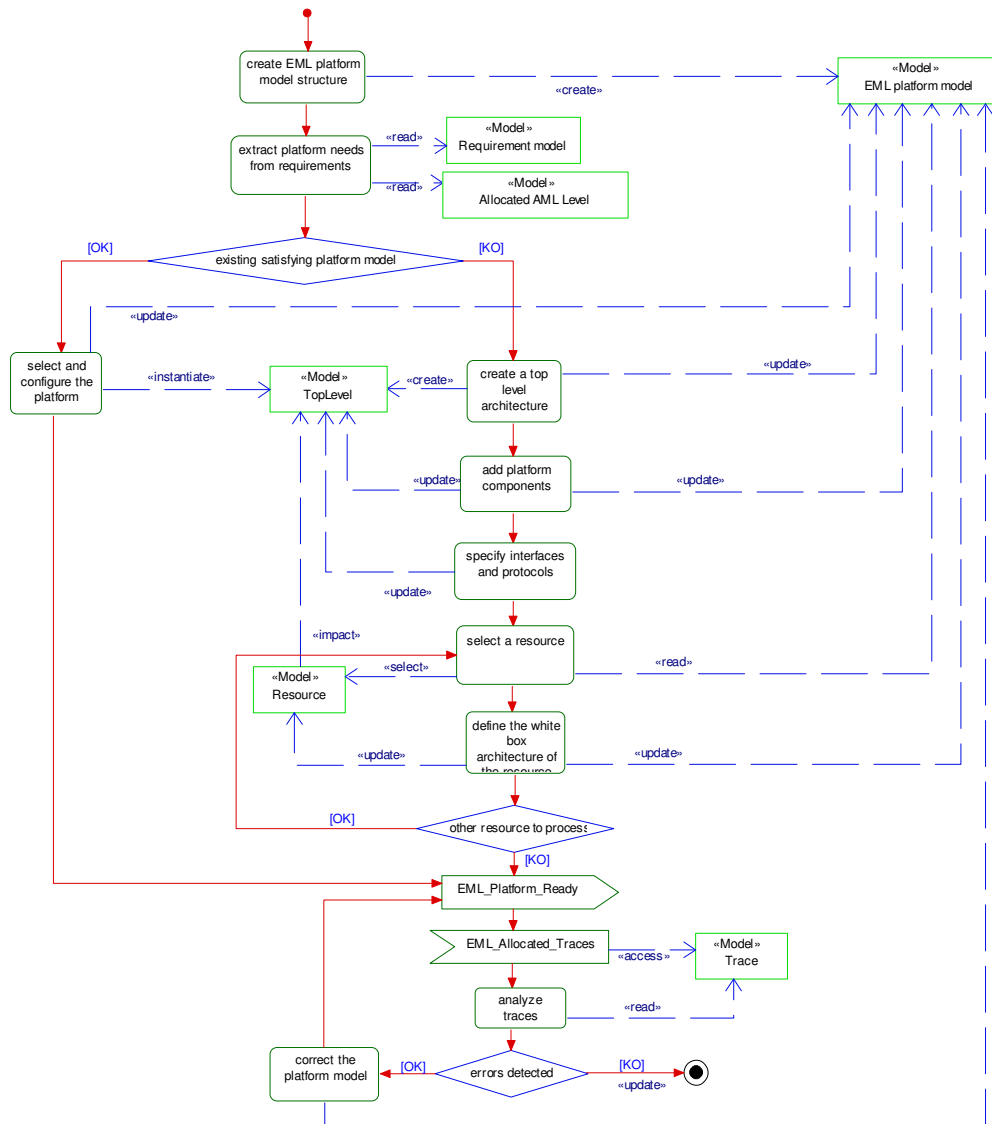 create EML platform
model structure
«create»
«Model»
EML platform model
extract platform needs
from requirements
«read»
«Model»
Requirement model
«read»
«Model»
Allocated AML Level
[OK]
existing satisfying platform model
[KO]
«update»
select and
configure the
platform
«instantiate»
«Model»
TopLevel
«create»
create a top
level
architecture
«update»
«update»
add platform
components
«update»
specify interfaces
and protocols
«update»
«impact»
select a resource
«select»
«read»
«Model»
Resource
define the white
box
architecture of
the resource
«update»
«update»
[OK]
other resource to process
[KO]
EML_Platform_Ready
EML_Allocated_Traces
«access»
«Model»
Trace
analyze
traces
«read»
correct the
platform model
[OK]
errors detected
[KO]
«update»